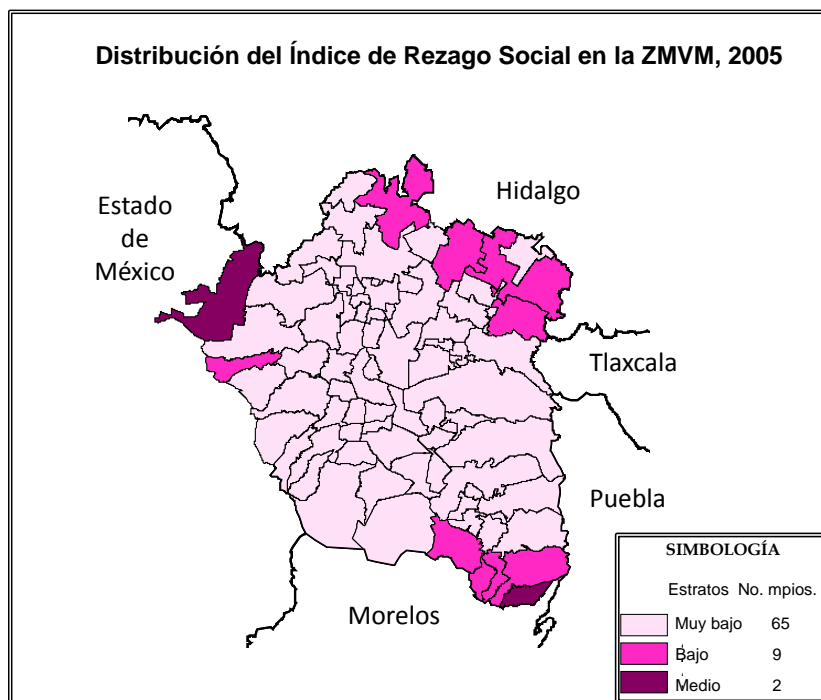 Distribución del Índice de Rezago Social en la ZMVM, 2005
Hidalgo
Estado
de
México
Tlaxcala
Puebla
Morelos
SIMBOLOGÍA
Estratos No. mpios.
Muy bajo 65
Bajo 9
Medio 2